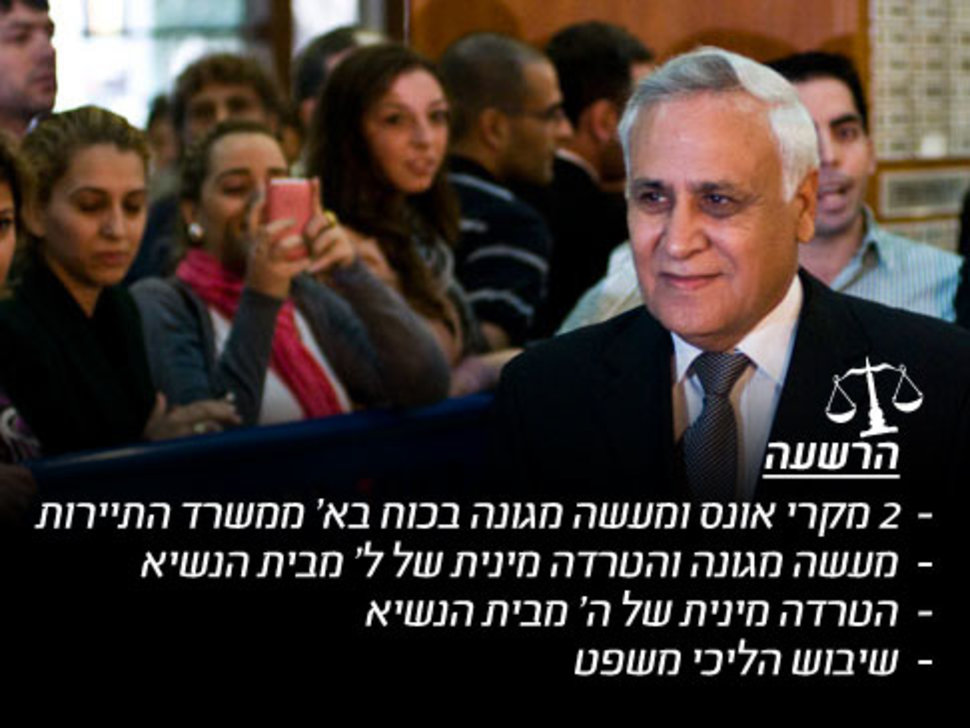 הרשעה
- 2 מקרי אונס ומעשה מגונה בכוח בא' ממשרד התיירות
- מעשה מגונה והטרדה מינית של ל' מבית הנשיא
- הטרדה מינית של ה' מבית הנשיא
- שיבוש הליכי משפט